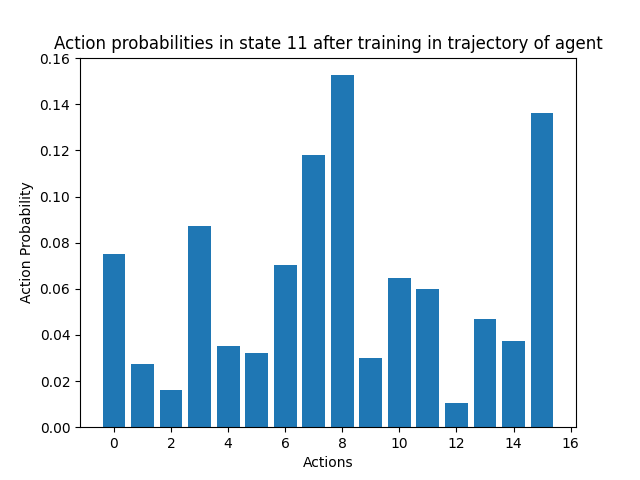 Action probabilities in state 11 after training in trajectory of agent
0.16
0.14
0.12
0.10
0.08
0.06
0.04
0.02
0.00
Action Probability
0 2 4 6 8 10 12 14 16
Actions